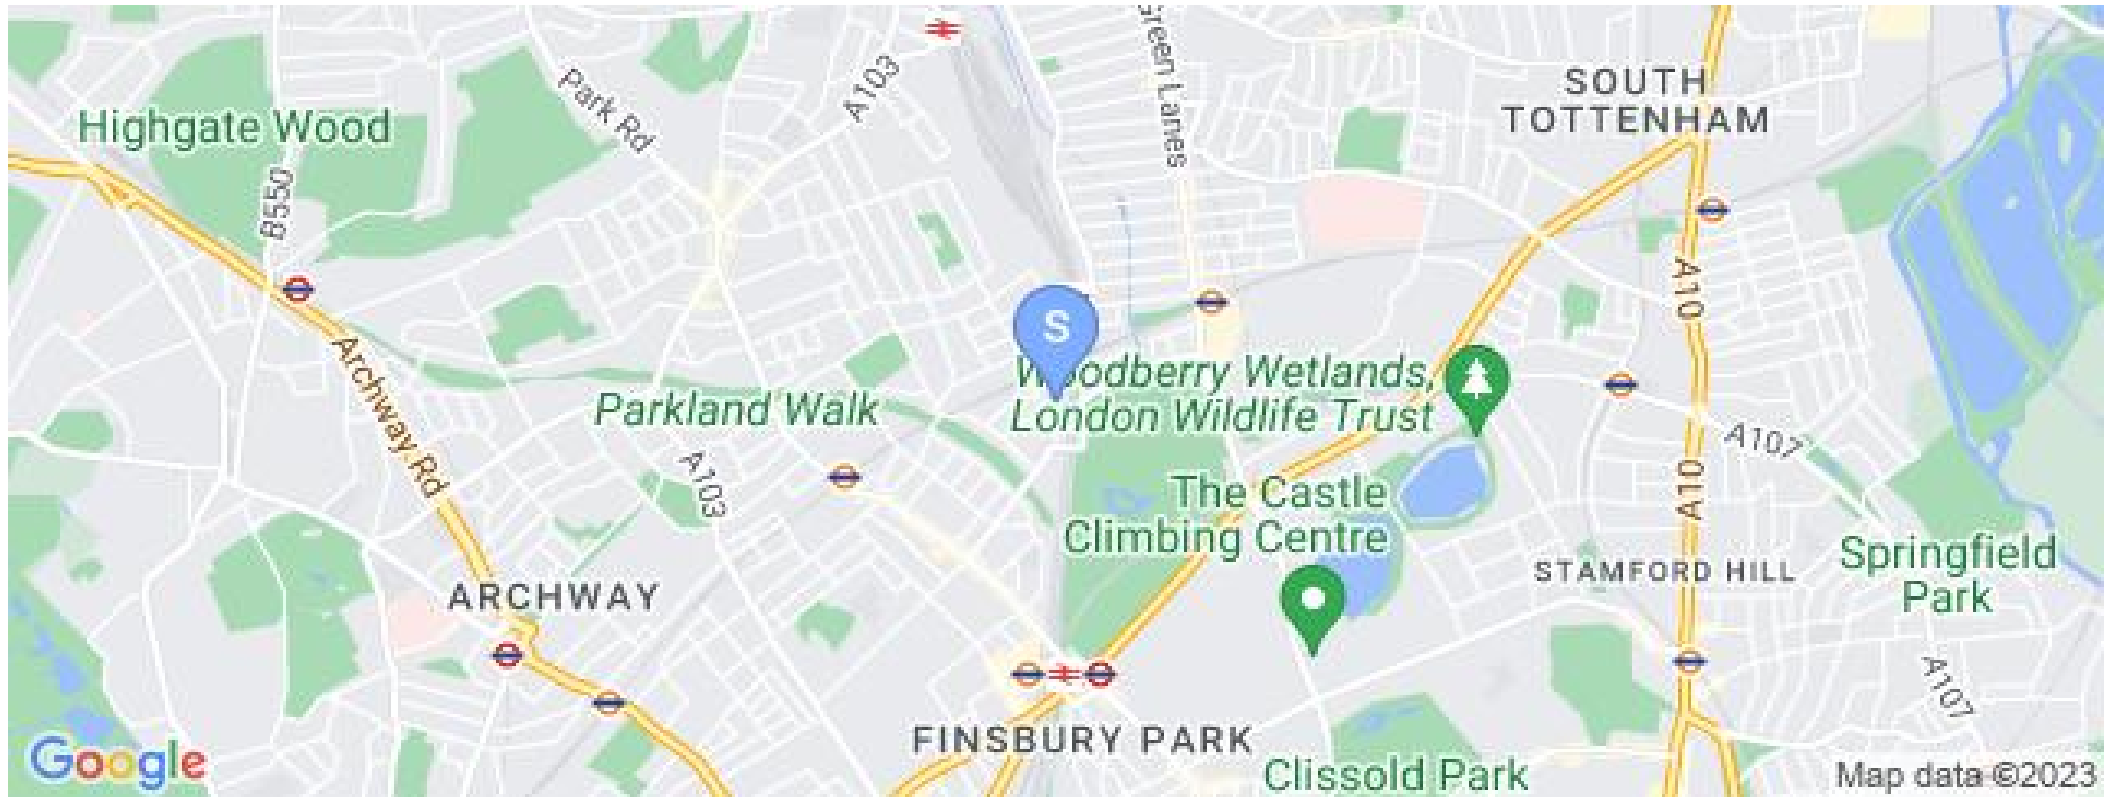 Green Lanes
Park Rd
A103
SOUTH
TOTTENHAM
Highgate Wood
B550
A10
S
Archway Rd
Woodberry Wetlands,
London Wildlife Trust
Parkland Walk
A107
A103
The Castle
Climbing Centre
A10
Springfield
Park
STAMFORD HILL
ARCHWAY
A107
FINSBURY PARK
Google
Clissold Park
Map data ©2023